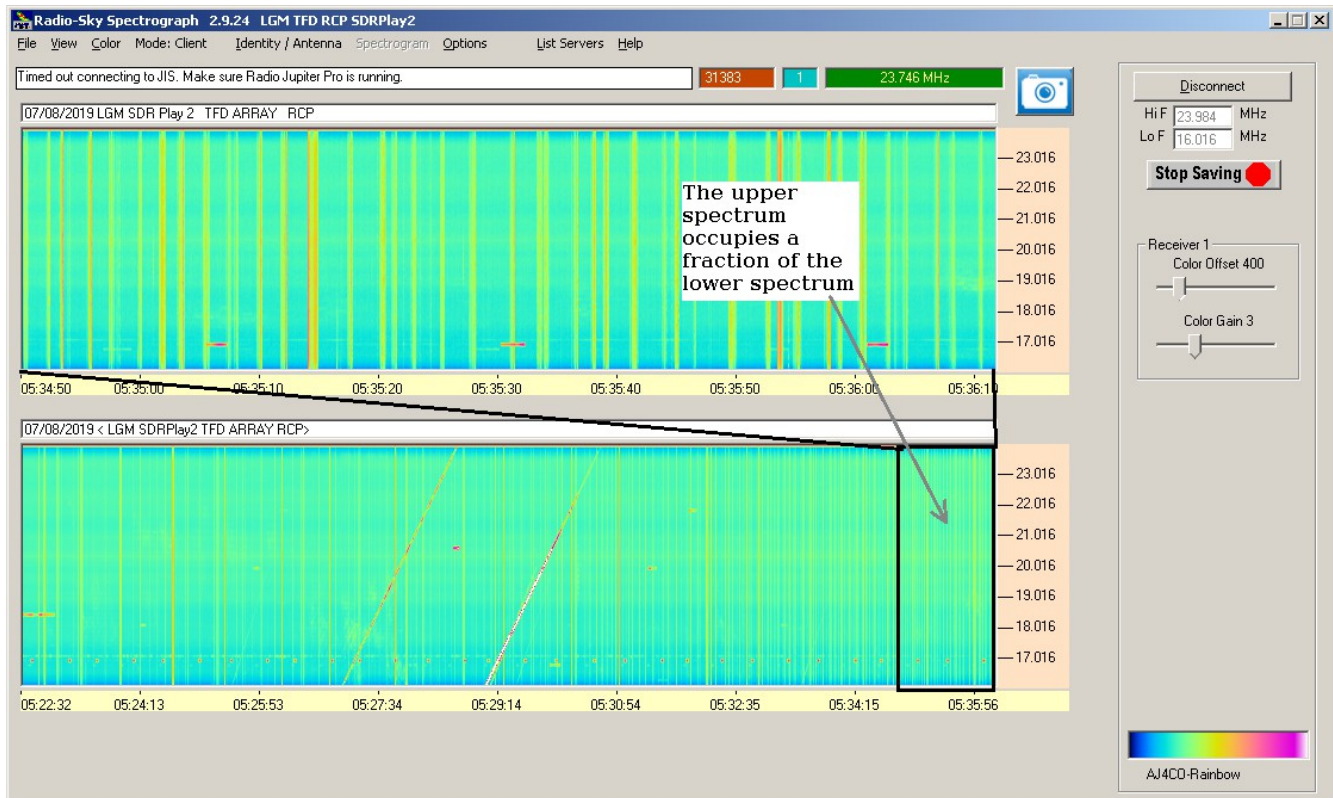 Radio-Sky Spectrograph 2.9.24 LGM TFD RCP SDRPlay2
File View Color Mode: Client Identity / Antenna Spectrogram Options List Servers Help
Timed out connecting to JIS. Make sure Radio Jupiter Pro is running.
31383
1
23.746 MHz
Disconnect
Hi F 23.984 MHz
Lo F 16.016 MHz
Stop Saving
Receiver 1
Color Offset 400
Color Gain 3
07/08/2019 LGM SDR Play 2 TFD ARRAY RCP
The upper
spectrum
occupies a
fraction of the
lower spectrum
23.016
22.016
21.016
20.016
19.016
18.016
17.016
05:34:50 05:35:00 05:35:10 05:35:20 05:35:30 05:35:40 05:35:50 05:36:00 05:36:10
07/08/2019 < LGM SDRPlay2 TFD ARRAY RCP>
23.016
22.016
21.016
20.016
19.016
18.016
17.016
05:22:32 05:24:13 05:25:53 05:27:34 05:29:14 05:30:54 05:32:35 05:34:15 05:35:56
AJ4CO-Rainbow